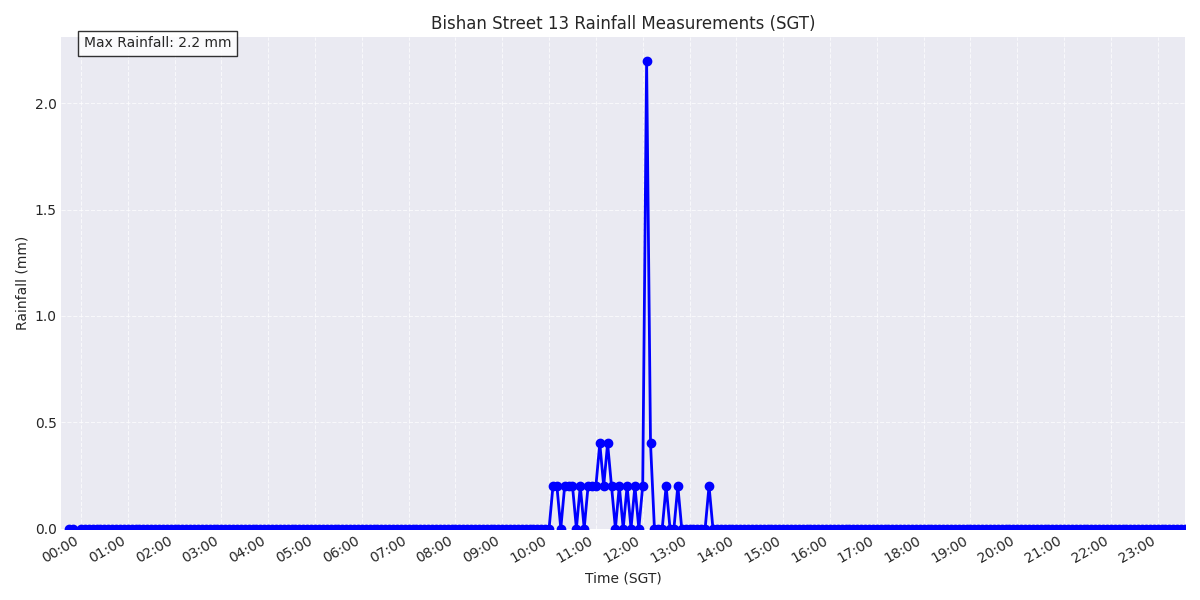 Bishan Street 13 Rainfall Measurements (SGT)
Max Rainfall: 2.2 mm
2.0
1.5
1.0
0.5
0.0
Rainfall (mm)
00:00 01:00 02:00 03:00 04:00 05:00 06:00 07:00 08:00 09:00 10:00 11:00 12:00 13:00 14:00 15:00 16:00 17:00 18:00 19:00 20:00 21:00 22:00 23:00
Time (SGT)